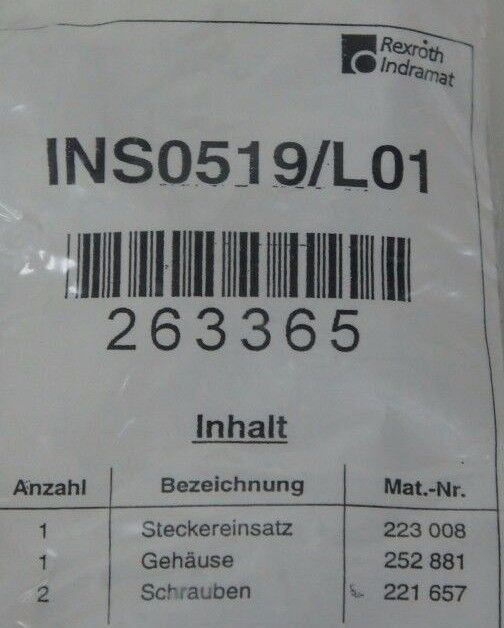 Rexroth
Indramat
INS0519/L01
263365
Inhalt
Anzahl Bezeichnung Mat.-Nr.
1 Steckereinsatz 223 008
1 Gehäuse 252 881
2 Schrauben 221 657